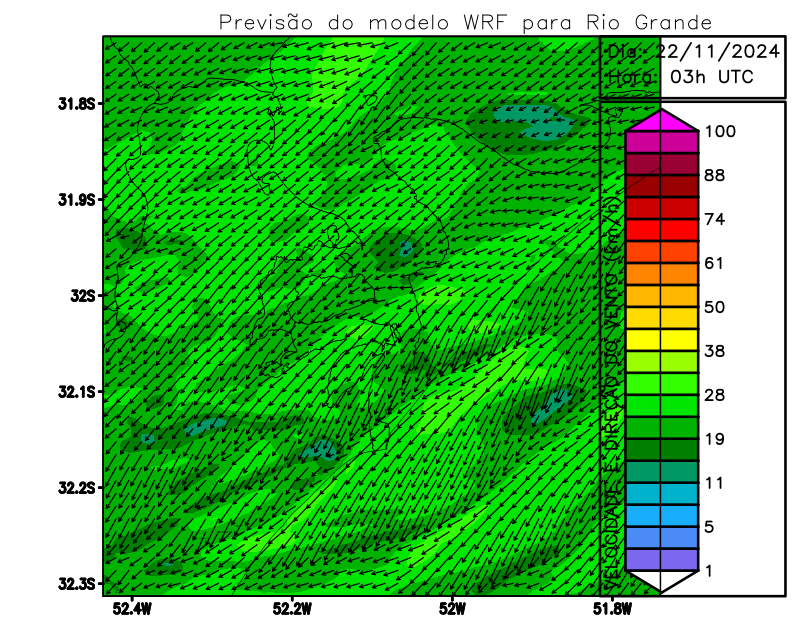 Previsão do modelo WRF para Rio Grande
Dia: 22/11/2024
Hora: 03h UTC
31.8S
31.9S
32S
32.1S
32.2S
32.3S
52.4W
52.2W
52W
51.8W
VELOCIDADE E DIREÇÃO DO VENTO (km/h)
100
88
74
61
50
38
28
19
11
5
1